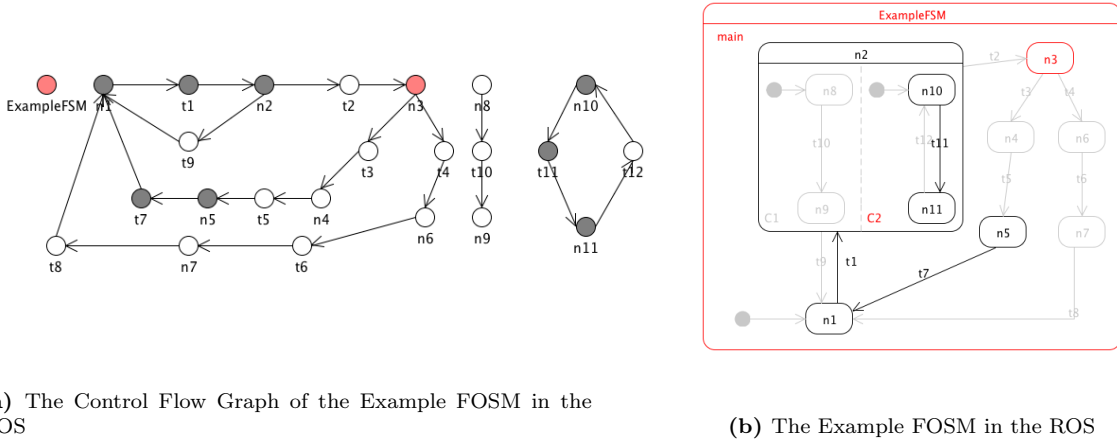 ExampleFSM
n1
t1
n2
t2
n3
n8
n10
t9
t3
t4
t10
t11
t12
t7
n5
t5
n4
n6
n9
t8
n7
t6
n11
ExampleFSM
main
n2
t2
n3
n8
n10
t3
t4
t10
t12
t11
n4
n6
t5
t6
C1
n9
C2
n11
n5
n7
t9
t1
t7
t8
n1
) The Control Flow Graph of the Example FOSM in the
OS
(b) The Example FOSM in the ROS